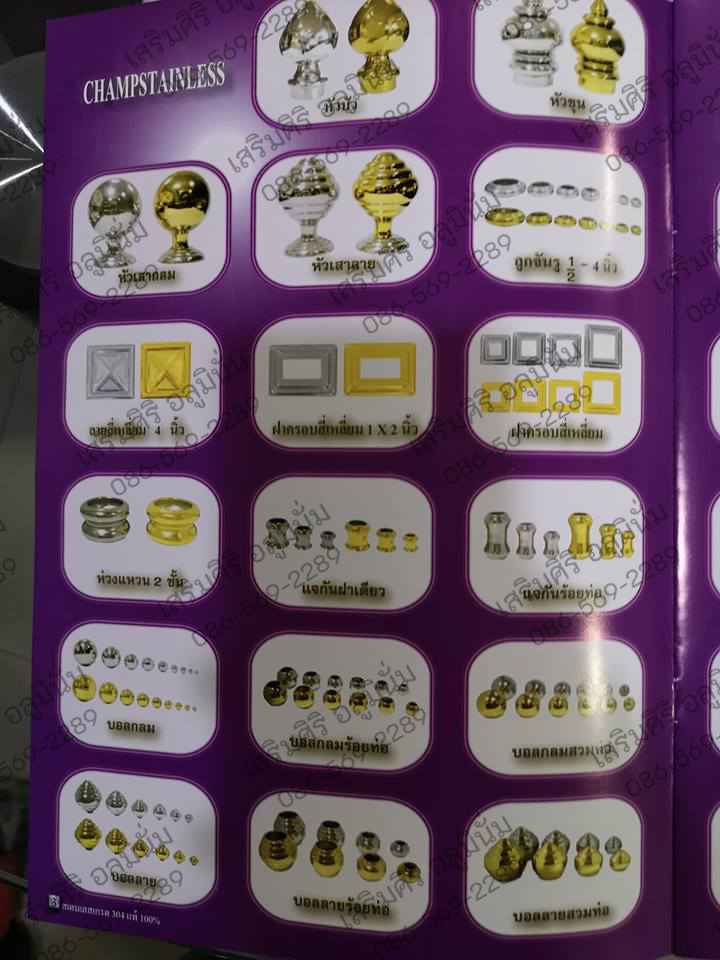 CHAMPSTAINLESS
หัวบัว
หัวขุน
หัวเสากลม
หัวเสาลาย
ลูกจันรู 1/2 - 4 นิ้ว
ลายสี่เหลี่ยม 4 นิ้ว
ฝาครอบสี่เหลี่ยม 1 X 2 นิ้ว
ฝาครอบสี่เหลี่ยม
ห่วงแหวน 2 ชั้น
แจกันฝาเดียว
แจกันร้อยท่อ
บอลกลม
บอลกลมร้อยท่อ
บอลกลมสวมท่อ
บอลลาย
บอลลายร้อยท่อ
บอลลายสวมท่อ
3 สเตนเลสเกรด 304 แท้ 100%
เสริมศิริ อลูมินั่ม
086-569-2289